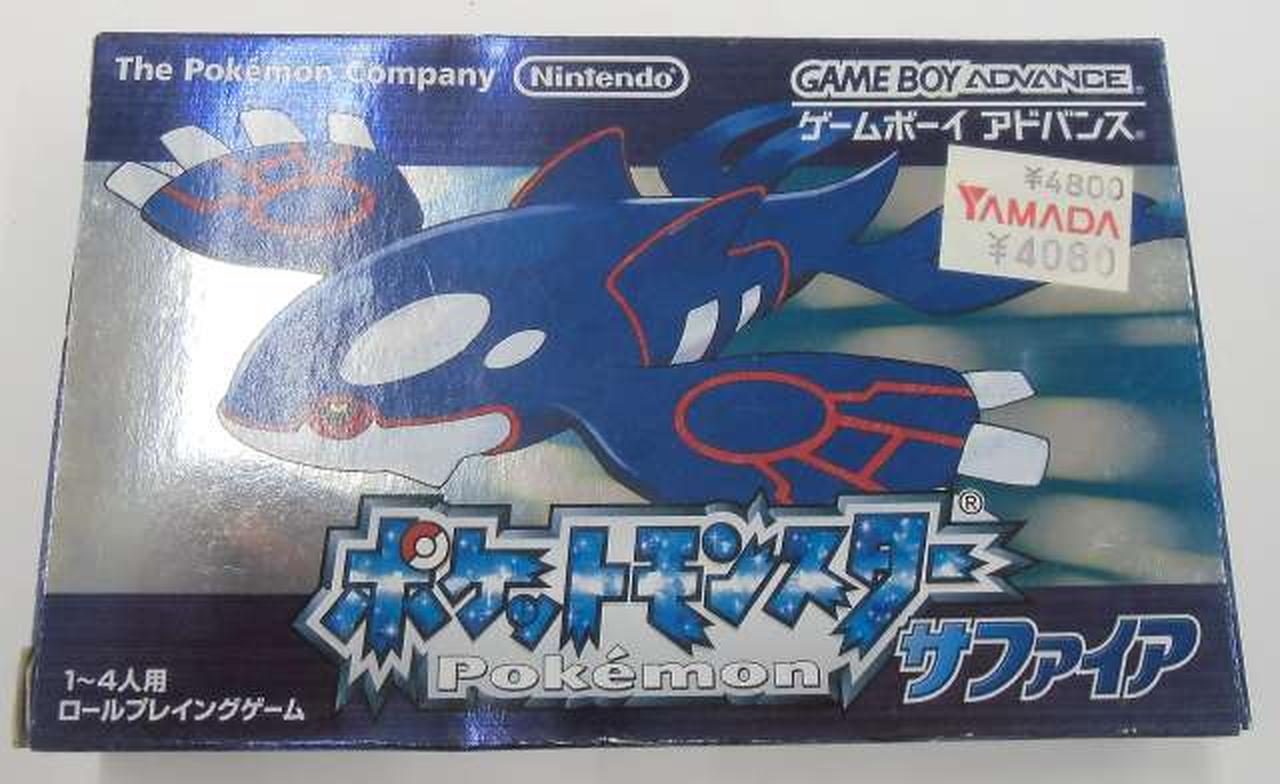 The Pokémon Company Nintendo®
GAME BOY ADVANCE®
ゲームボーイ アドバンス®
¥4800
YAMADA
¥4080
ポケットモンスター®
Pokémon
サファイア
1~4人用
ロールプレイングゲーム